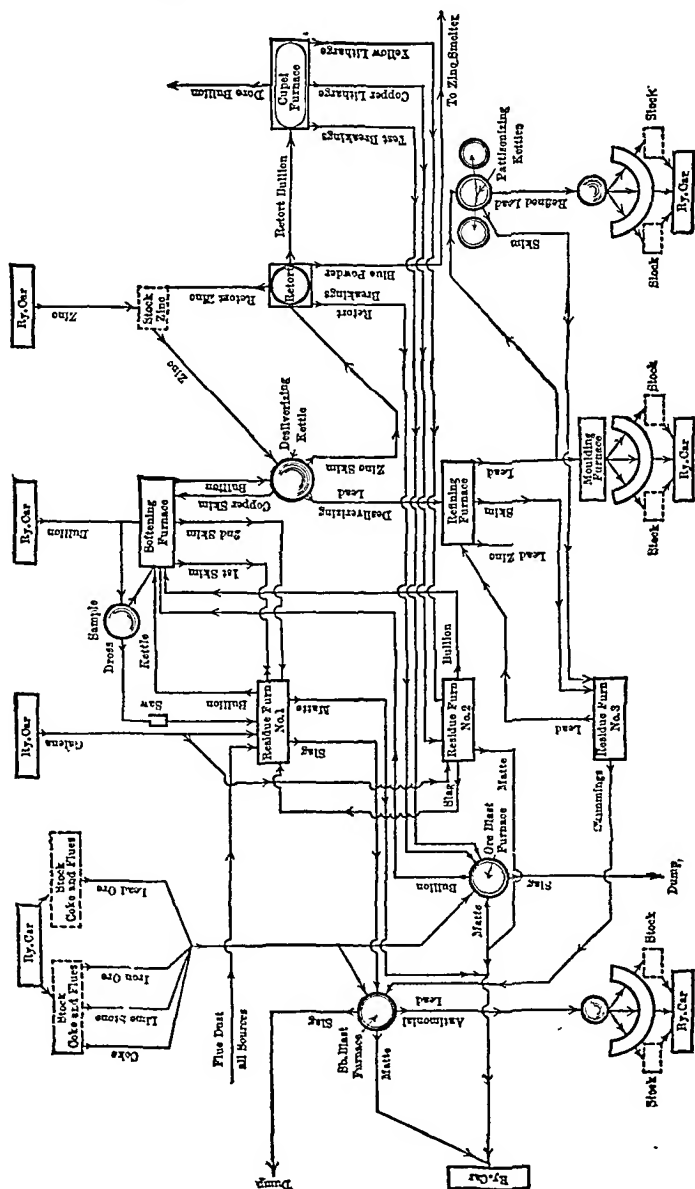 Ry.Car
Ry.Car
Ry.Car
Ry.Car
Stock
Coke and Flues
Stock
Coke and Flues
Lead Ore
Iron Ore
Lime Stone
Coke
Flue Dust
all Sources
Galena
Saw
Dross
Sample
Kettle
Bullion
Softening
Furnace
Bullion
Copper Skim
2nd Skim
1st Skim
Bullion
Zinc
Stock
Zinc
Zinc
Retort Zinc
Retort
Retort Bullion
Blue Powder
Retort
Breakings
Cupel
Furnace
Dore Bullion
Yellow Litharge
Copper Litharge
Test Breakings
To Zinc Smelter
Desilverizing
Kettle
Zinc Skim
Desilverizing
Lead
Residue Furn
No.1
Matte
Slag
Residue Furn
No.2
Bullion
Slag
Matte
Refining
Furnace
Lead
Skim
Lead Zinc
Pattisonizing
Kettles
Refined Lead
Skim
Residue Furn
No.3
Lead
Skimmings
Moulding
Furnace
Ore Blast
Furnace
Bullion
Matte
Slag
Dump
Sb.Blast
Furnace
Slag
Matte
Antimonial
Lead
Dump
Ry.Car
Stock
Stock
Ry.Car
Stock
Stock
Ry.Car
Stock
Stock
Ry.Car